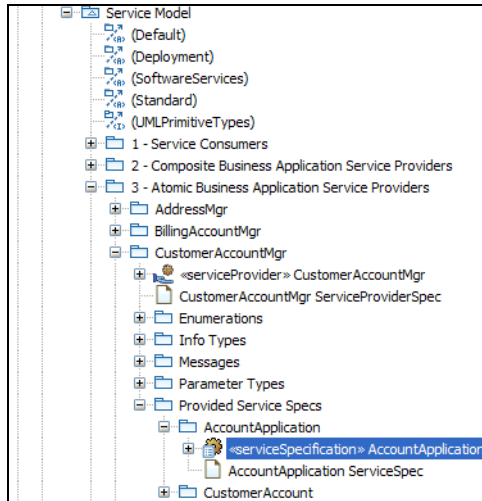 Service Model
(Default)
(Deployment)
(SoftwareServices)
(Standard)
(UMLPrimitiveTypes)
1 - Service Consumers
2 - Composite Business Application Service Providers
3 - Atomic Business Application Service Providers
AddressMgr
BillingAccountMgr
CustomerAccountMgr
«serviceProvider» CustomerAccountMgr
CustomerAccountMgr ServiceProviderSpec
Enumerations
Info Types
Messages
Parameter Types
Provided Service Specs
AccountApplication
«serviceSpecification» AccountApplication
AccountApplication ServiceSpec
CustomerAccount